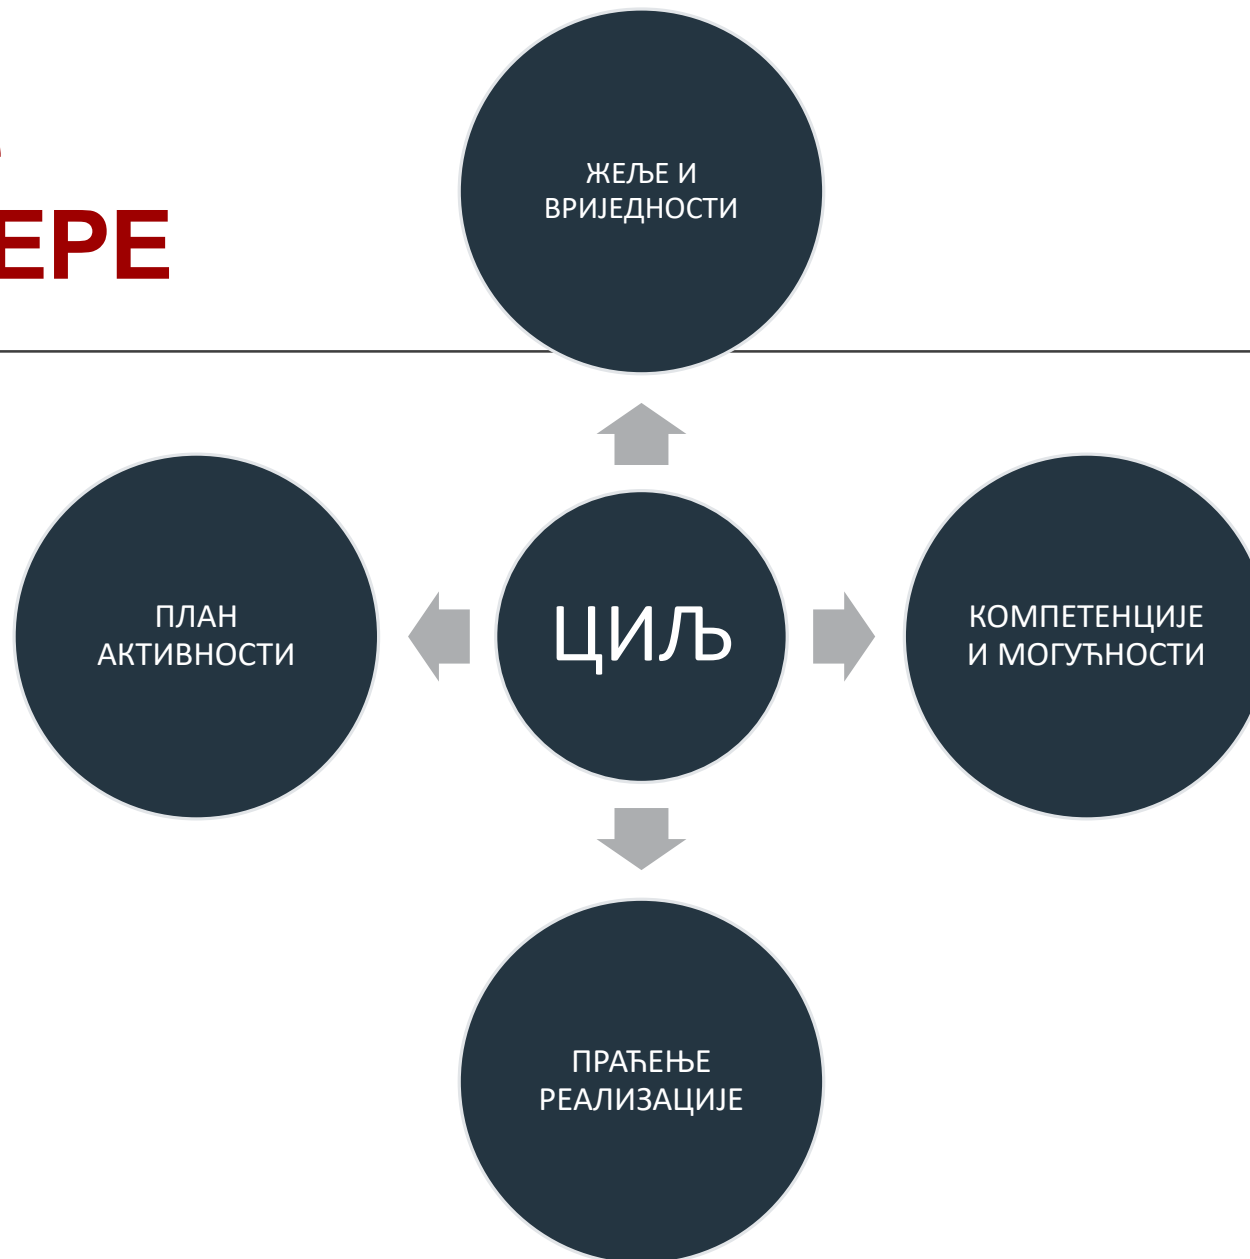 ЕРЕ
ЖЕЉЕ И
ВРИЈЕДНОСТИ
ПЛАН
АКТИВНОСТИ
ЦИЉ
КОМПЕТЕНЦИЈЕ
И МОГУЋНОСТИ
ПРАЋЕЊЕ
РЕАЛИЗАЦИЈЕ